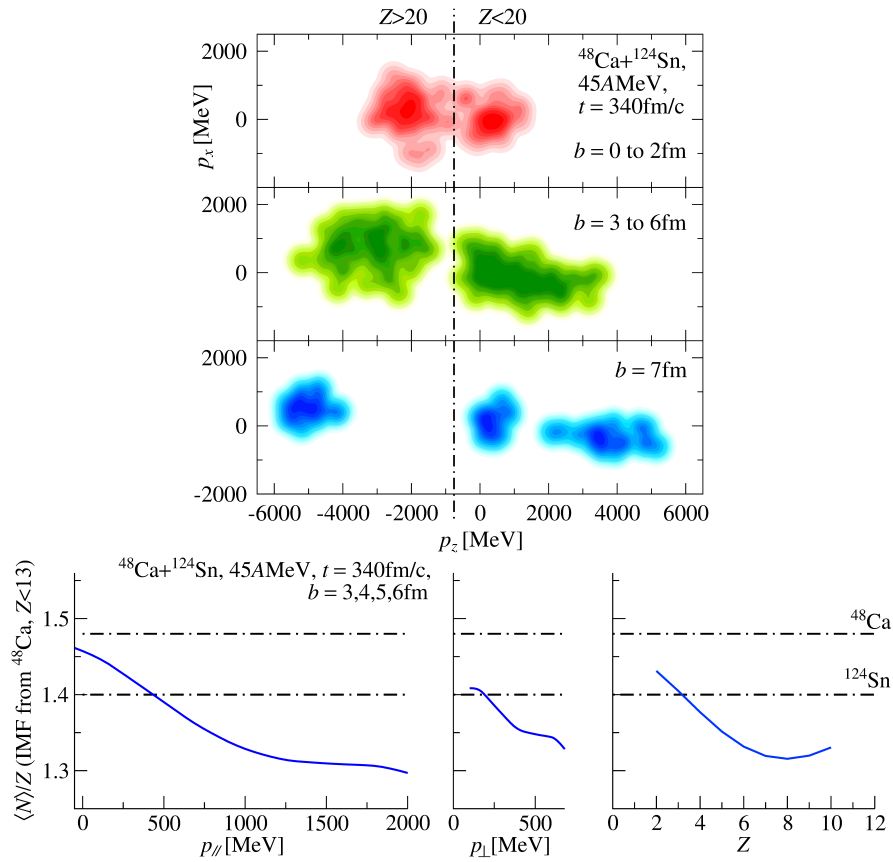 Z>20 Z<20
2000
0
p_x [MeV]
⁴⁸Ca+¹²⁴Sn,
45AMeV,
t = 340fm/c
b = 0 to 2fm
2000
0
b = 3 to 6fm
2000
0
-2000
b = 7fm
-6000 -4000 -2000 0 2000 4000 6000
p_z [MeV]
⁴⁸Ca+¹²⁴Sn, 45AMeV, t = 340fm/c,
b = 3,4,5,6fm
⟨N⟩/Z (IMF from ⁴⁸Ca, Z<13)
1.5
1.4
1.3
⁴⁸Ca
¹²⁴Sn
0 500 1000 1500 2000
p_// [MeV]
0 500
p_⊥[MeV]
0 2 4 6 8 10 12
Z